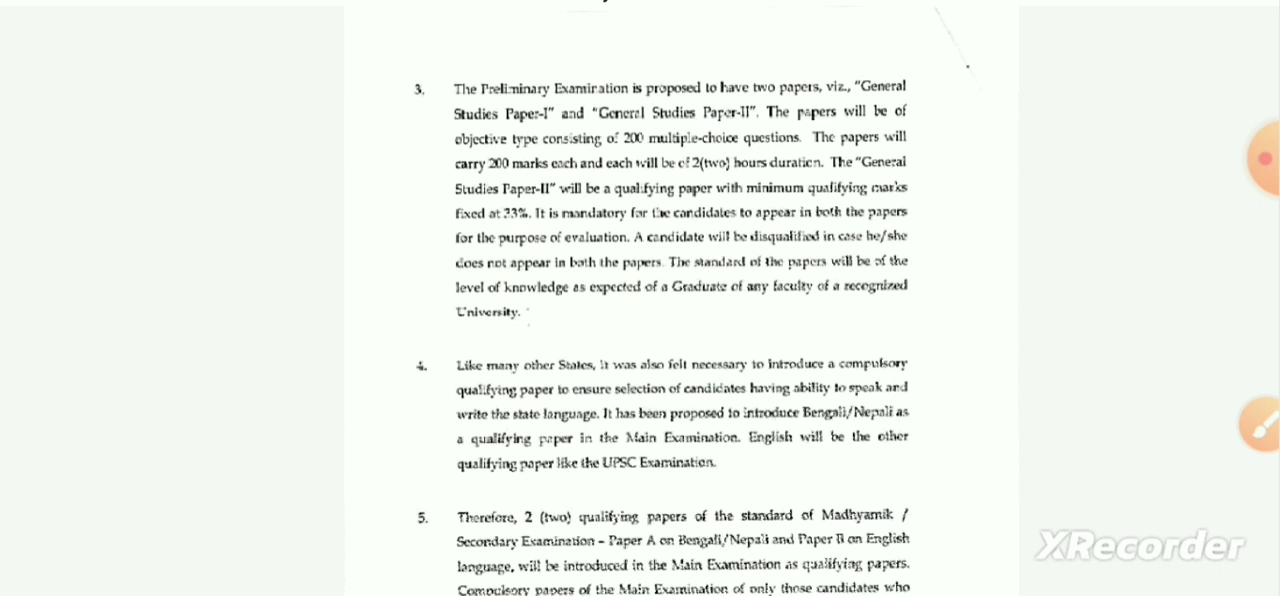 3. The Preliminary Examination is proposed to have two papers, viz., "General
Studies Paper-I" and "General Studies Paper-II". The papers will be of
objective type consisting of 200 multiple-choice questions. The papers will
carry 200 marks each and each will be of 2(two) hours duration. The "General
Studies Paper-II" will be a qualifying paper with minimum qualifying marks
fixed at 33%. It is mandatory for the candidates to appear in both the papers
for the purpose of evaluation. A candidate will be disqualified in case he/she
does not appear in both the papers. The standard of the papers will be of the
level of knowledge as expected of a Graduate of any faculty of a recognized
University.
4. Like many other States, it was also felt necessary to introduce a compulsory
qualifying paper to ensure selection of candidates having ability to speak and
write the state language. It has been proposed to introduce Bengali/Nepali as
a qualifying paper in the Main Examination. English will be the other
qualifying paper like the UPSC Examination.
5. Therefore, 2 (two) qualifying papers of the standard of Madhyamik /
Secondary Examination - Paper A on Bengali/Nepali and Paper B on English
language, will be introduced in the Main Examination as qualifying papers.
Compulsory papers of the Main Examination of only those candidates who
XRecorder